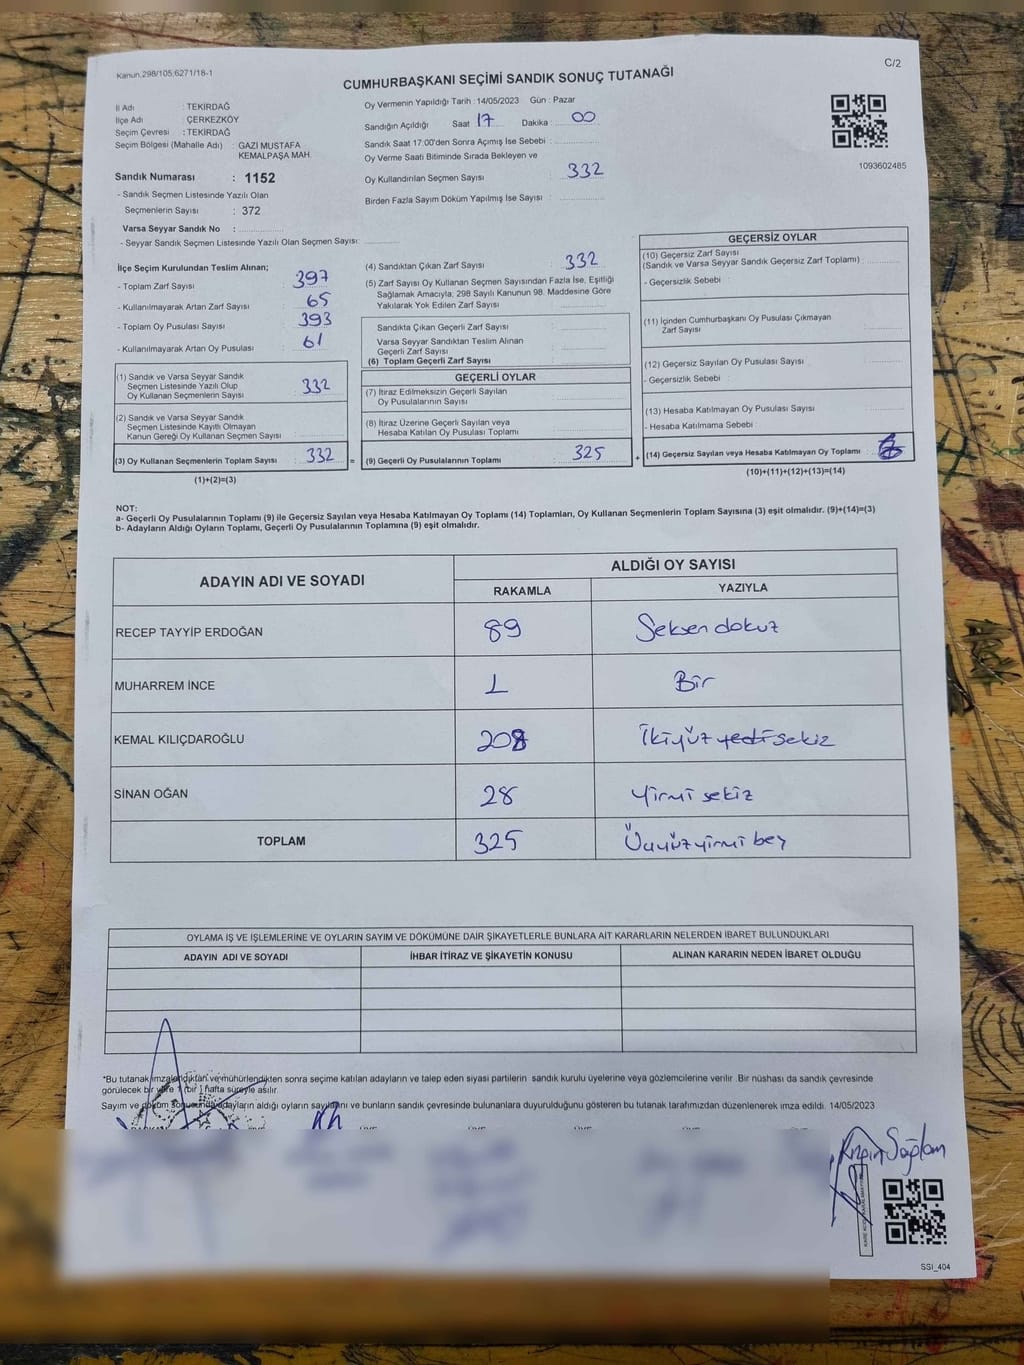 Kanun,298/105,6271/18-1
C/2
CUMHURBAŞKANI SEÇİMİ SANDIK SONUÇ TUTANAĞI
İl Adı : TEKİRDAĞ
İlçe Adı : ÇERKEZKÖY
Seçim Çevresi : TEKİRDAĞ
Seçim Bölgesi (Mahalle Adı) : GAZİ MUSTAFA KEMALPAŞA MAH.
Sandık Numarası : 1152
- Sandık Seçmen Listesinde Yazılı Olan
Seçmenlerin Sayısı : 372
Varsa Seyyar Sandık No :
- Seyyar Sandık Seçmen Listesinde Yazılı Olan Seçmen Sayısı:
Oy Vermenin Yapıldığı Tarih : 14/05/2023 Gün : Pazar
Sandığın Açıldığı Saat 17 Dakika : 00
Sandık Saat 17:00'den Sonra Açımış İse Sebebi :
Oy Verme Saati Bitiminde Sırada Bekleyen ve
Oy Kullandırılan Seçmen Sayısı : 332
Birden Fazla Sayım Döküm Yapılmış İse Sayısı :
1093602485
İlçe Seçim Kurulundan Teslim Alınan;
- Toplam Zarf Sayısı : 397
- Kullanılmayarak Artan Zarf Sayısı : 65
- Toplam Oy Pusulası Sayısı : 393
- Kullanılmayarak Artan Oy Pusulası : 61
(1) Sandık ve Varsa Seyyar Sandık
Seçmen Listesinde Yazılı Olup
Oy Kullanan Seçmenlerin Sayısı : 332
(2) Sandık ve Varsa Seyyar Sandık
Seçmen Listesinde Kayıtlı Olmayan
Kanun Gereği Oy Kullanan Seçmen Sayısı :
(3) Oy Kullanan Seçmenlerin Toplam Sayısı : 332 =
(1)+(2)=(3)
(4) Sandıktan Çıkan Zarf Sayısı : 332
(5) Zarf Sayısı Oy Kullanan Seçmen Sayısından Fazla İse, Eşitliği
Sağlamak Amacıyla; 298 Sayılı Kanunun 98. Maddesine Göre
Yakılarak Yok Edilen Zarf Sayısı :
Sandıkta Çıkan Geçerli Zarf Sayısı :
Varsa Seyyar Sandıktan Teslim Alınan
Geçerli Zarf Sayısı :
(6) Toplam Geçerli Zarf Sayısı :
GEÇERLİ OYLAR
(7) İtiraz Edilmeksizin Geçerli Sayılan
Oy Pusulalarının Sayısı :
(8) İtiraz Üzerine Geçerli Sayılan veya
Hesaba Katılan Oy Pusulası Toplamı :
(9) Geçerli Oy Pusulalarının Toplamı : 325 +
GEÇERSİZ OYLAR
(10) Geçersiz Zarf Sayısı
(Sandık ve Varsa Seyyar Sandık Geçersiz Zarf Toplamı) :
- Geçersizlik Sebebi :
(11) İçinden Cumhurbaşkanı Oy Pusulası Çıkmayan
Zarf Sayısı :
(12) Geçersiz Sayılan Oy Pusulası Sayısı :
- Geçersizlik Sebebi :
(13) Hesaba Katılmayan Oy Pusulası Sayısı :
- Hesaba Katılmama Sebebi :
(14) Geçersiz Sayılan veya Hesaba Katılmayan Oy Toplamı :
(10)+(11)+(12)+(13)=(14)
NOT:
a- Geçerli Oy Pusulalarının Toplamı (9) ile Geçersiz Sayılan veya Hesaba Katılmayan Oy Toplamı (14) Toplamları, Oy Kullanan Seçmenlerin Toplam Sayısına (3) eşit olmalıdır. (9)+(14)=(3)
b- Adayların Aldığı Oyların Toplamı, Geçerli Oy Pusulalarının Toplamına (9) eşit olmalıdır.
ADAYIN ADI VE SOYADI
ALDIĞI OY SAYISI
RAKAMLA YAZIYLA
RECEP TAYYİP ERDOĞAN 89 Seksen dokuz
MUHARREM İNCE 1 Bir
KEMAL KILIÇDAROĞLU 208 İkiyüz yedi sekiz
SİNAN OĞAN 28 Yirmi sekiz
TOPLAM 325 Üçyüzyirmi beş
OYLAMA İŞ VE İŞLEMLERİNE VE OYLARIN SAYIM VE DÖKÜMÜNE DAİR ŞİKAYETLERLE BUNLARA AİT KARARLARIN NELERDEN İBARET BULUNDUKLARI
ADAYIN ADI VE SOYADI İHBAR İTİRAZ VE ŞİKAYETİN KONUSU ALINAN KARARIN NEDEN İBARET OLDUĞU
*Bu tutanak imzalandıktan ve mühürlendikten sonra seçime katılan adayların ve talep eden siyasi partilerin sandık kurulu üyelerine veya gözlemcilerine verilir .Bir nüshası da sandık çevresinde
görülecek bir yere 1 (bir ) hafta süreyle asılır
Sayım ve döküm sonucunda adayların aldığı oyların sayılarını ve bunların sandık çevresinde bulunanlara duyurulduğunu gösteren bu tutanak tarafımızdan düzenlenerek imza edildi. 14/05/2023
Sağlam
SSİ_404